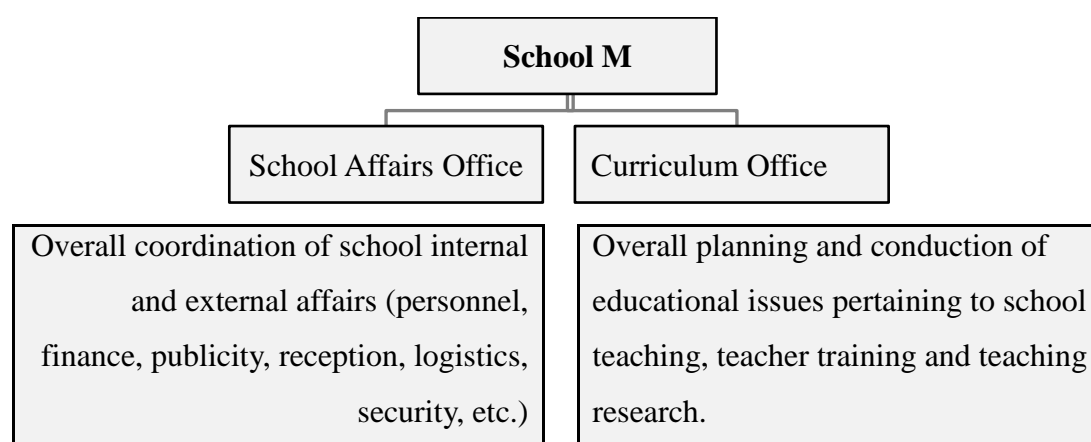 School M
School Affairs Office
Curriculum Office
Overall coordination of school internal
and external affairs (personnel,
finance, publicity, reception, logistics,
security, etc.)
Overall planning and conduction of
educational issues pertaining to school
teaching, teacher training and teaching
research.